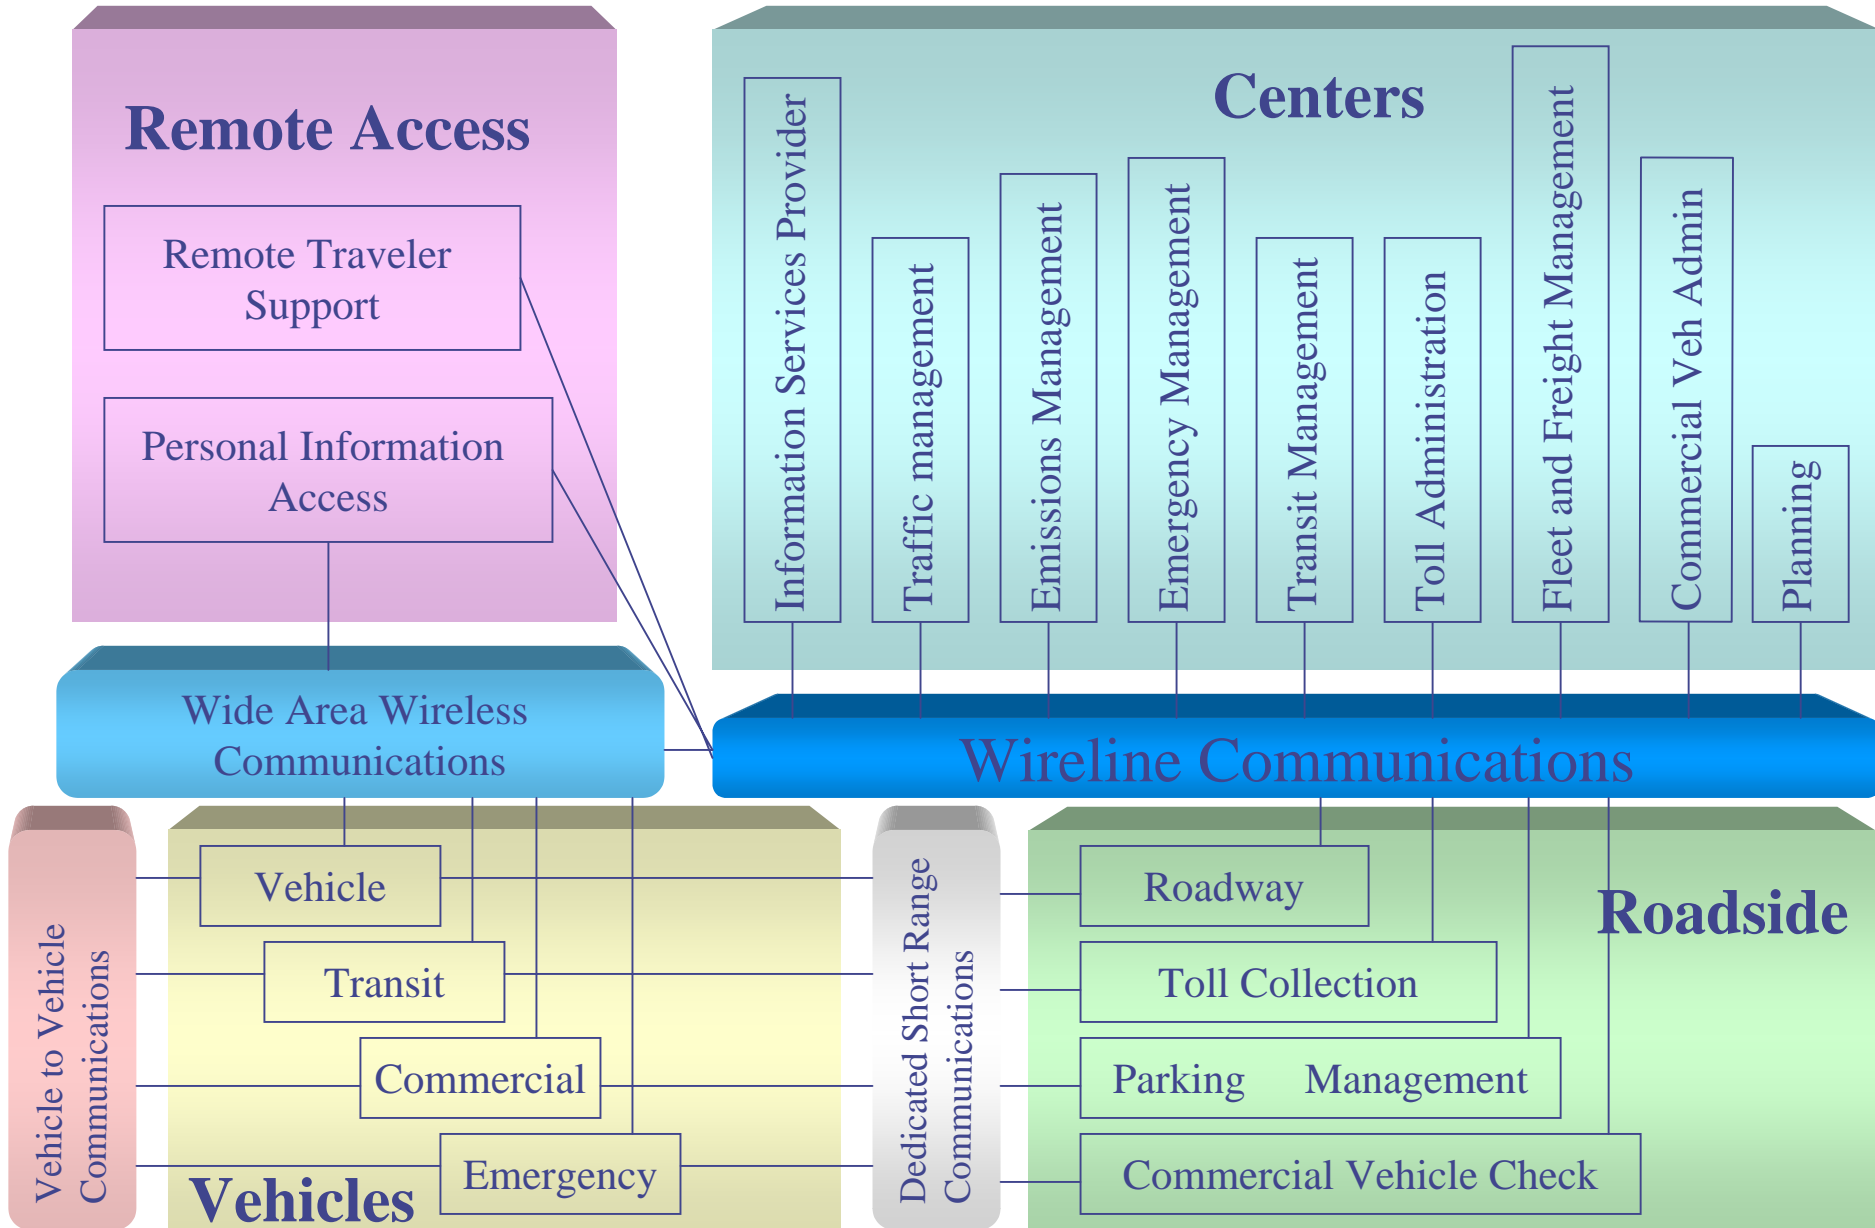 Remote Access
Remote Traveler
Support
Personal Information
Access
Centers
Information Services Provider
Traffic management
Emissions Management
Emergency Management
Transit Management
Toll Administration
Fleet and Freight Management
Commercial Veh Admin
Planning
Wide Area Wireless
Communications
Wireline Communications
Vehicle to Vehicle
Communications
Vehicle
Transit
Commercial
Emergency
Vehicles
Dedicated Short Range
Communications
Roadside
Roadway
Toll Collection
Parking Management
Commercial Vehicle Check